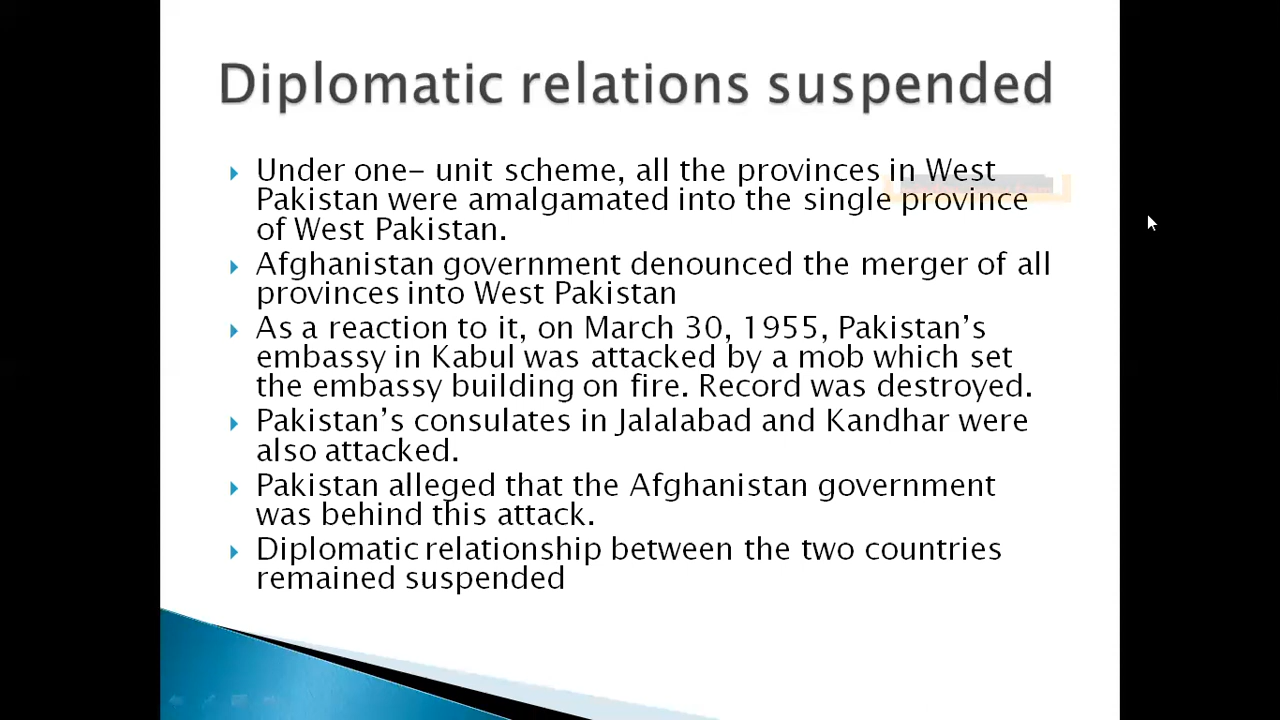 Diplomatic relations suspended
Under one- unit scheme, all the provinces in West
Pakistan were amalgamated into the single province
of West Pakistan.
Afghanistan government denounced the merger of all
provinces into West Pakistan
As a reaction to it, on March 30, 1955, Pakistan’s
embassy in Kabul was attacked by a mob which set
the embassy building on fire. Record was destroyed.
Pakistan’s consulates in Jalalabad and Kandhar were
also attacked.
Pakistan alleged that the Afghanistan government
was behind this attack.
Diplomatic relationship between the two countries
remained suspended